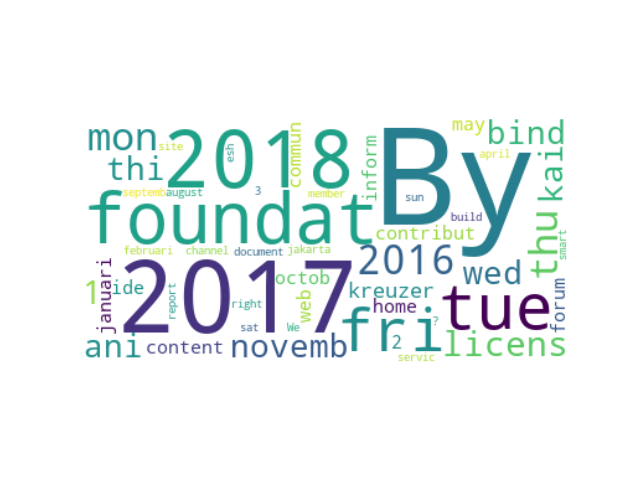 mon
2018
By
may
bind
site
esh
commun
inform
april
thi
kaid
septemb
august
3
member
sun
build
foundat
thu
contribut
smart
februari
channel
document
jakarta
2016
wed
januari
1
ide
2017
octob
kreuzer
tue
report
right
web
home
forum
fri
?
ani
content
novemb
sat
We
2
licens
servic